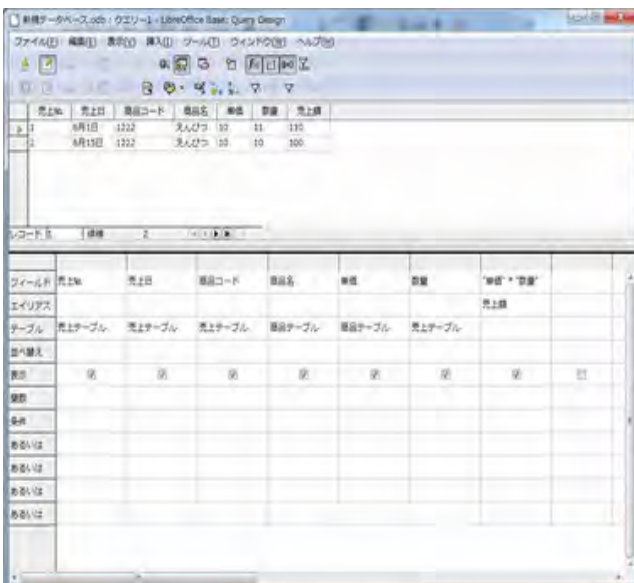 新規データベース.odb : クエリー1 - LibreOffice Base: Query Design
ファイル(F) 編集(E) 表示(V) 挿入(I) ツール(T) ウィンドウ(W) ヘルプ(H)
売上№ 売上日 商品コード 商品名 単価 数量 売上額
1 6月1日 1222 えんぴつ 10 11 110
2 6月15日 1222 えんぴつ 10 10 100
レコード 1 総数 2
フィールド 売上№ 売上日 商品コード 商品名 単価 数量 "単価" * "数量"
エイリアス 売上額
テーブル 売上テーブル 売上テーブル 売上テーブル 商品テーブル 商品テーブル 売上テーブル
並べ替え
表示
関数
条件
あるいは
あるいは
あるいは
あるいは